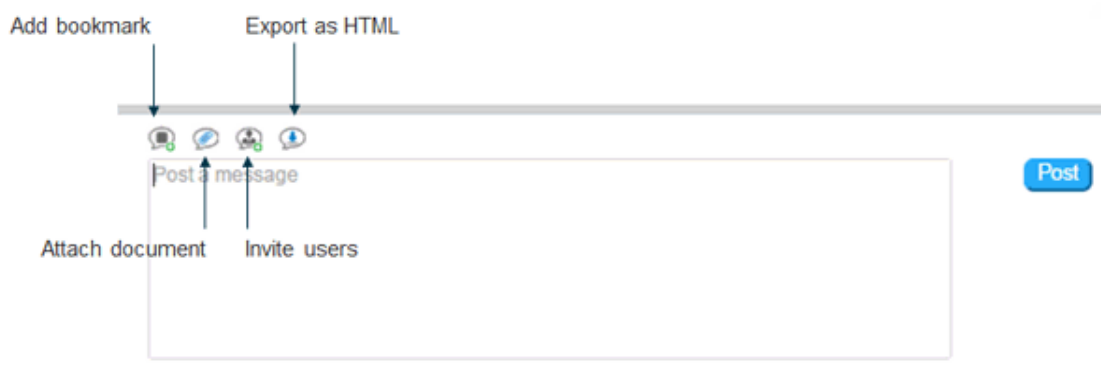 Add bookmark
Export as HTML
Post a message
Post
Attach document
Invite users